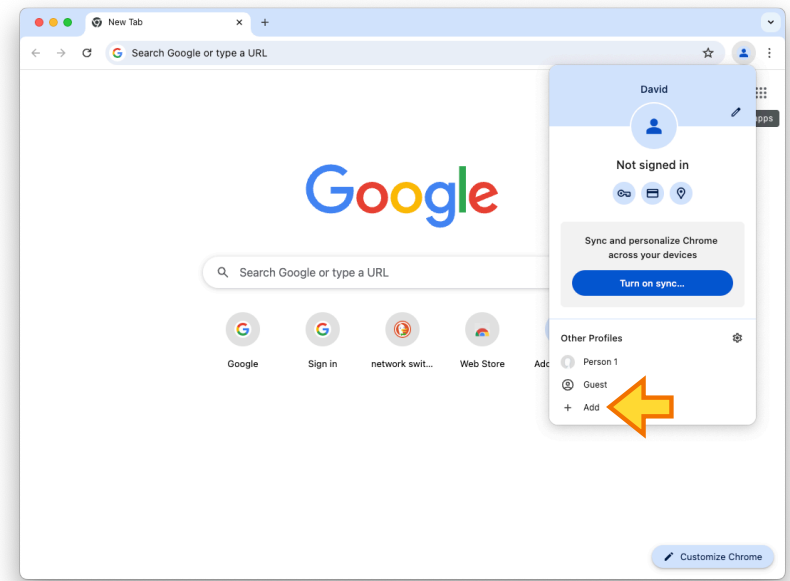 New Tab
Search Google or type a URL
David
apps
Not signed in
Google
Sync and personalize Chrome
across your devices
Search Google or type a URL
Turn on sync...
Google
Sign in
network swit...
Web Store
Other Profiles
Person 1
Guest
Add
Customize Chrome